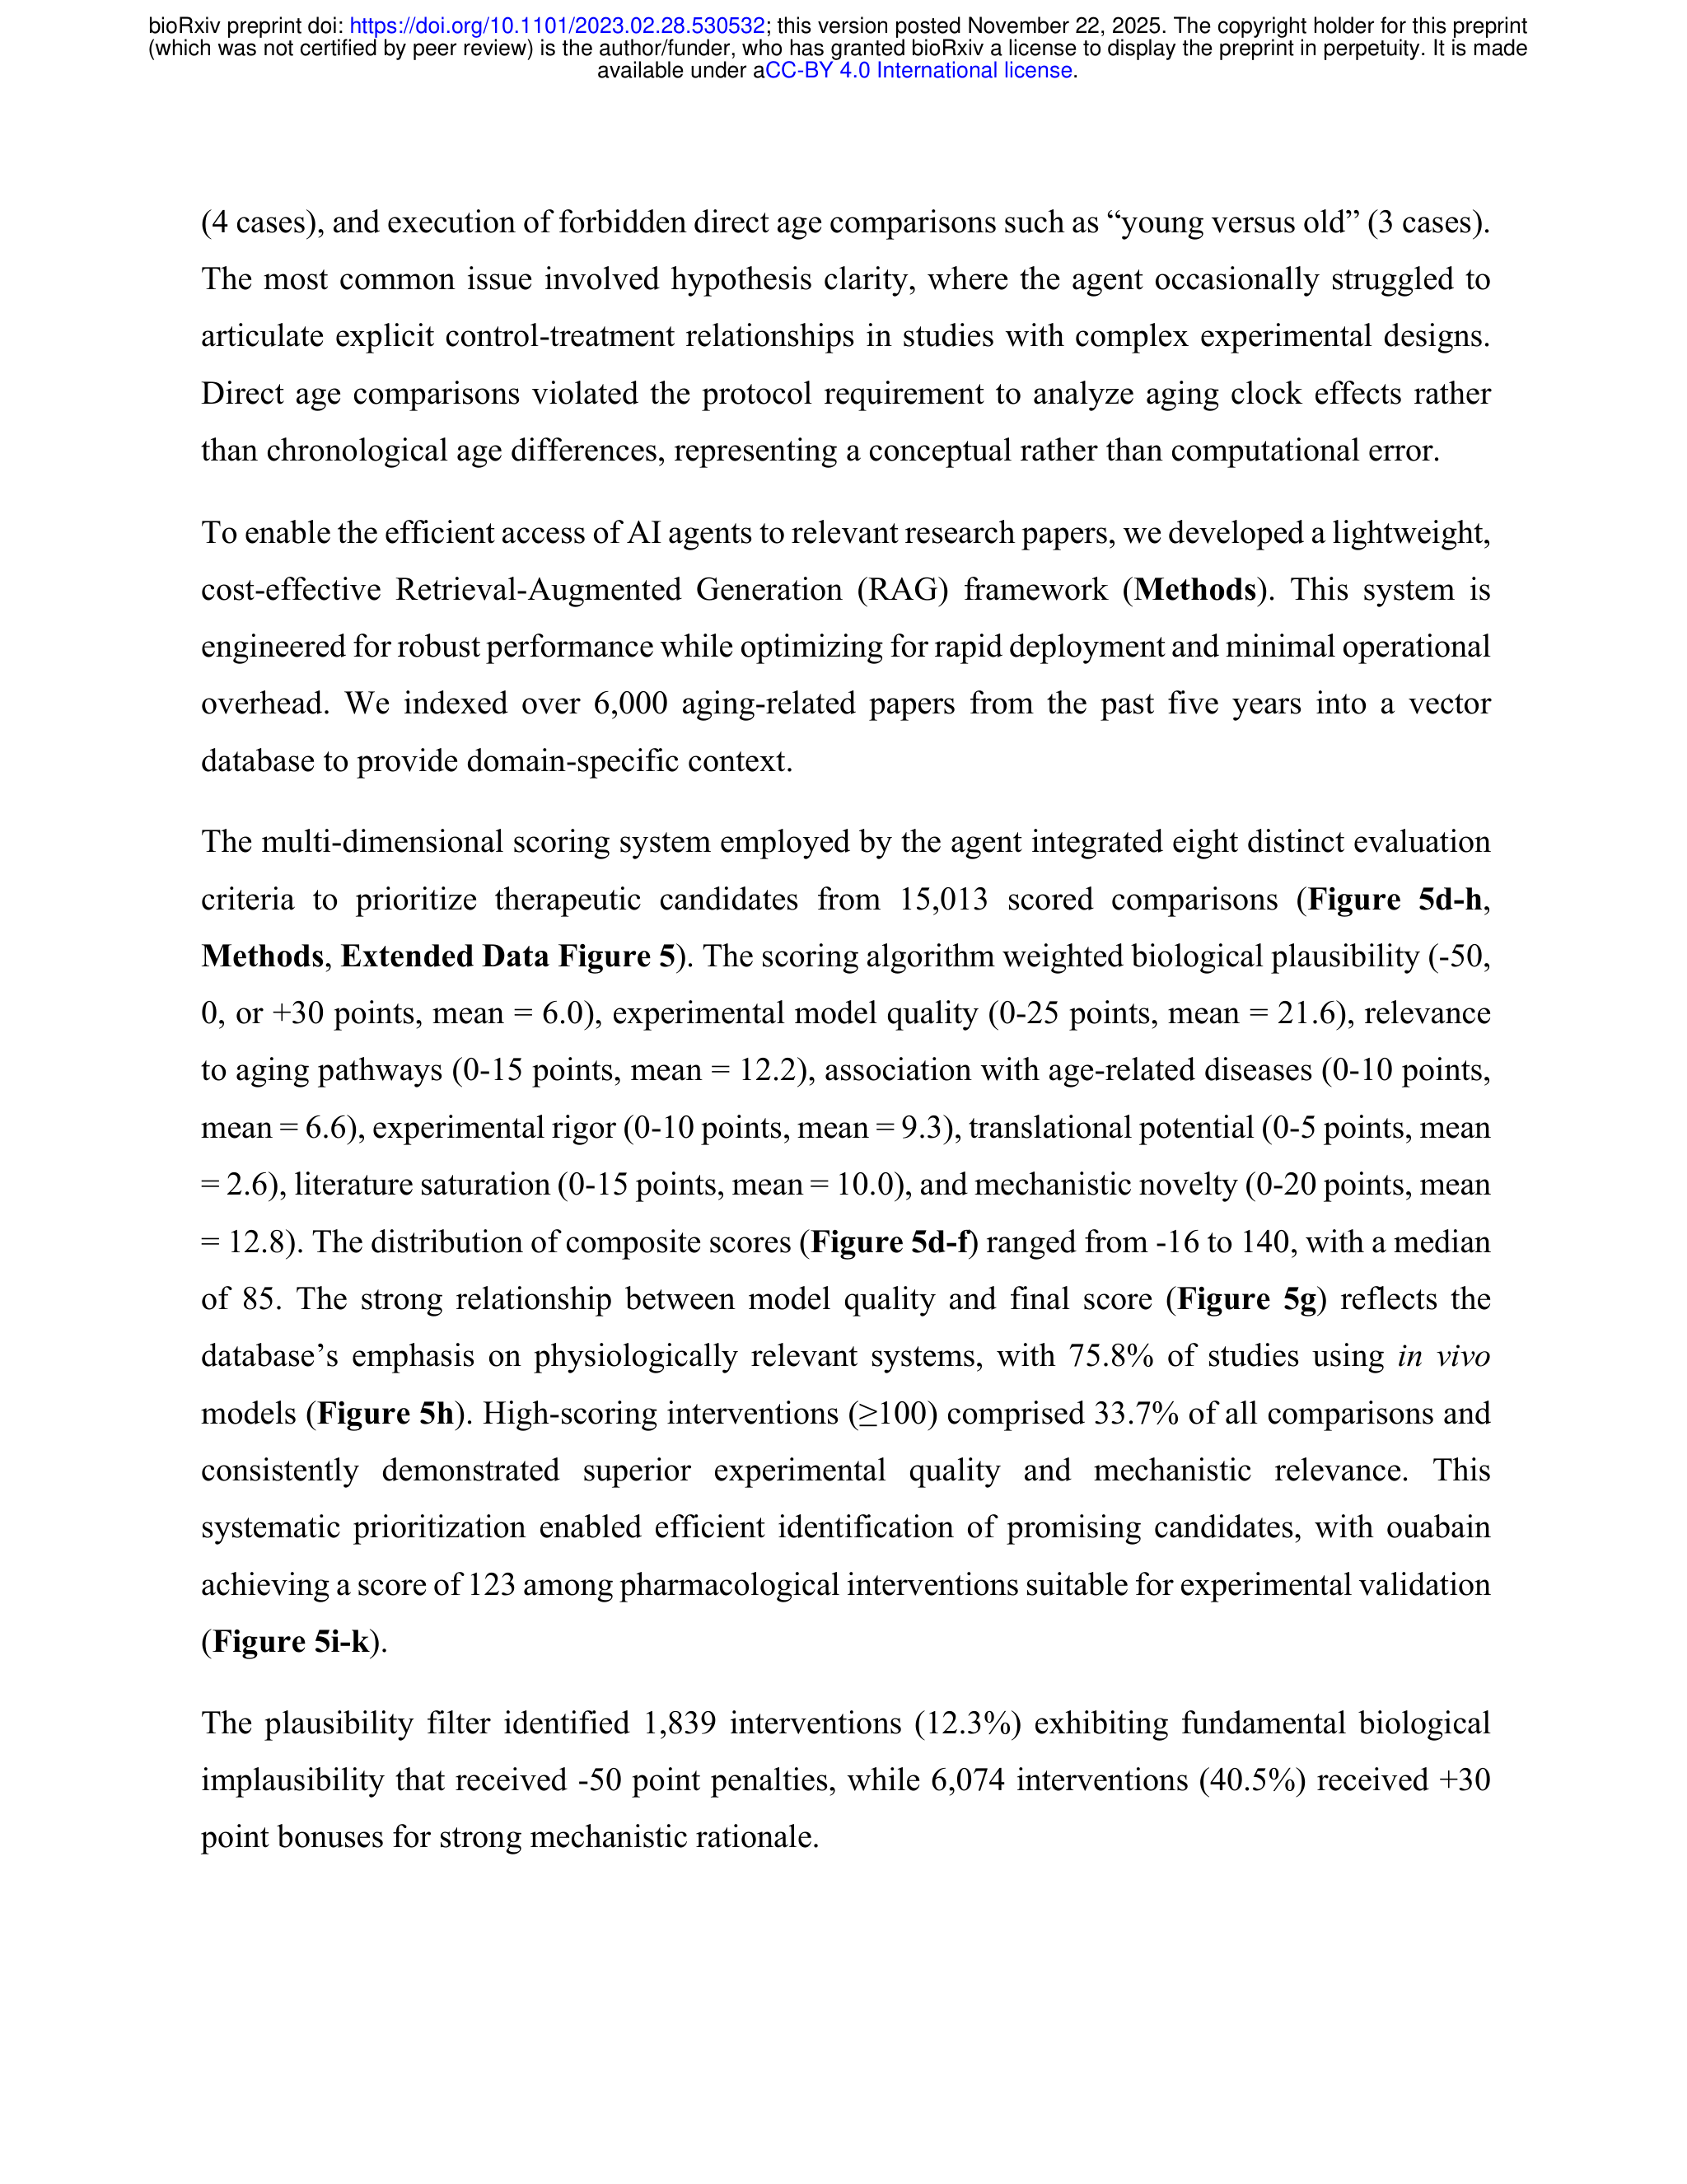 bioRxiv preprint doi: https://doi.org/10.1101/2023.02.28.530532; this version posted November 22, 2025. The copyright holder for this preprint
(which was not certified by peer review) is the author/funder, who has granted bioRxiv a license to display the preprint in perpetuity. It is made
available under aCC-BY 4.0 International license.
(4 cases), and execution of forbidden direct age comparisons such as “young versus old” (3 cases).
The most common issue involved hypothesis clarity, where the agent occasionally struggled to
articulate explicit control-treatment relationships in studies with complex experimental designs.
Direct age comparisons violated the protocol requirement to analyze aging clock effects rather
than chronological age differences, representing a conceptual rather than computational error.
To enable the efficient access of AI agents to relevant research papers, we developed a lightweight,
cost-effective Retrieval-Augmented Generation (RAG) framework (Methods). This system is
engineered for robust performance while optimizing for rapid deployment and minimal operational
overhead. We indexed over 6,000 aging-related papers from the past five years into a vector
database to provide domain-specific context.
The multi-dimensional scoring system employed by the agent integrated eight distinct evaluation
criteria to prioritize therapeutic candidates from 15,013 scored comparisons (Figure 5d-h,
Methods, Extended Data Figure 5). The scoring algorithm weighted biological plausibility (-50,
0, or +30 points, mean = 6.0), experimental model quality (0-25 points, mean = 21.6), relevance
to aging pathways (0-15 points, mean = 12.2), association with age-related diseases (0-10 points,
mean = 6.6), experimental rigor (0-10 points, mean = 9.3), translational potential (0-5 points, mean
= 2.6), literature saturation (0-15 points, mean = 10.0), and mechanistic novelty (0-20 points, mean
= 12.8). The distribution of composite scores (Figure 5d-f) ranged from -16 to 140, with a median
of 85. The strong relationship between model quality and final score (Figure 5g) reflects the
database’s emphasis on physiologically relevant systems, with 75.8% of studies using in vivo
models (Figure 5h). High-scoring interventions (≥100) comprised 33.7% of all comparisons and
consistently demonstrated superior experimental quality and mechanistic relevance. This
systematic prioritization enabled efficient identification of promising candidates, with ouabain
achieving a score of 123 among pharmacological interventions suitable for experimental validation
(Figure 5i-k).
The plausibility filter identified 1,839 interventions (12.3%) exhibiting fundamental biological
implausibility that received -50 point penalties, while 6,074 interventions (40.5%) received +30
point bonuses for strong mechanistic rationale.